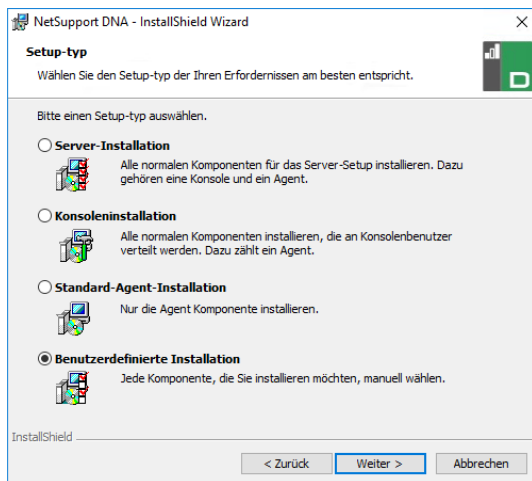 NetSupport DNA - InstallShield Wizard
Setup-typ
Wählen Sie den Setup-typ der Ihren Erfordernissen am besten entspricht.
D
Bitte einen Setup-typ auswählen.
Server-Installation
Alle normalen Komponenten für das Server-Setup installieren. Dazu
gehören eine Konsole und ein Agent.
Konsoleninstallation
Alle normalen Komponenten installieren, die an Konsolenbenutzer
verteilt werden. Dazu zählt ein Agent.
Standard-Agent-Installation
Nur die Agent Komponente installieren.
Benutzerdefinierte Installation
Jede Komponente, die Sie installieren möchten, manuell wählen.
InstallShield
< Zurück Weiter > Abbrechen